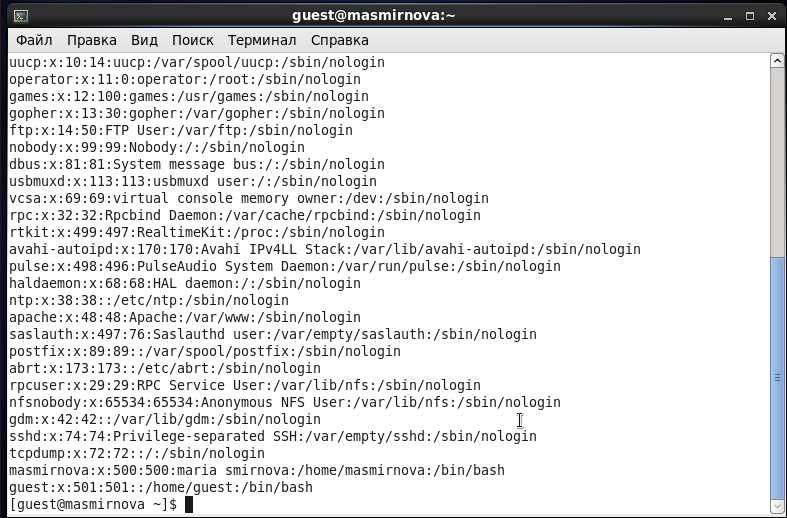 guest@masmirnova:~
Файл Правка Вид Поиск Терминал Справка
uucp:x:10:14:uucp:/var/spool/uucp:/sbin/nologin
operator:x:11:0:operator:/root:/sbin/nologin
games:x:12:100:games:/usr/games:/sbin/nologin
gopher:x:13:30:gopher:/var/gopher:/sbin/nologin
ftp:x:14:50:FTP User:/var/ftp:/sbin/nologin
nobody:x:99:99:Nobody:/:/sbin/nologin
dbus:x:81:81:System message bus:/:/sbin/nologin
usbmuxd:x:113:113:usbmuxd user:/:/sbin/nologin
vcsa:x:69:69:virtual console memory owner:/dev:/sbin/nologin
rpc:x:32:32:Rpcbind Daemon:/var/cache/rpcbind:/sbin/nologin
rtkit:x:499:497:RealtimeKit:/proc:/sbin/nologin
avahi-autoipd:x:170:170:Avahi IPv4LL Stack:/var/lib/avahi-autoipd:/sbin/nologin
pulse:x:498:496:PulseAudio System Daemon:/var/run/pulse:/sbin/nologin
haldaemon:x:68:68:HAL daemon:/:/sbin/nologin
ntp:x:38:38::/etc/ntp:/sbin/nologin
apache:x:48:48:Apache:/var/www:/sbin/nologin
saslauth:x:497:76:Saslauthd user:/var/empty/saslauth:/sbin/nologin
postfix:x:89:89::/var/spool/postfix:/sbin/nologin
abrt:x:173:173::/etc/abrt:/sbin/nologin
rpcuser:x:29:29:RPC Service User:/var/lib/nfs:/sbin/nologin
nfsnobody:x:65534:65534:Anonymous NFS User:/var/lib/nfs:/sbin/nologin
gdm:x:42:42::/var/lib/gdm:/sbin/nologin
sshd:x:74:74:Privilege-separated SSH:/var/empty/sshd:/sbin/nologin
tcpdump:x:72:72::/:/sbin/nologin
masmirnova:x:500:500:maria smirnova:/home/masmirnova:/bin/bash
guest:x:501:501::/home/guest:/bin/bash
[guest@masmirnova ~]$